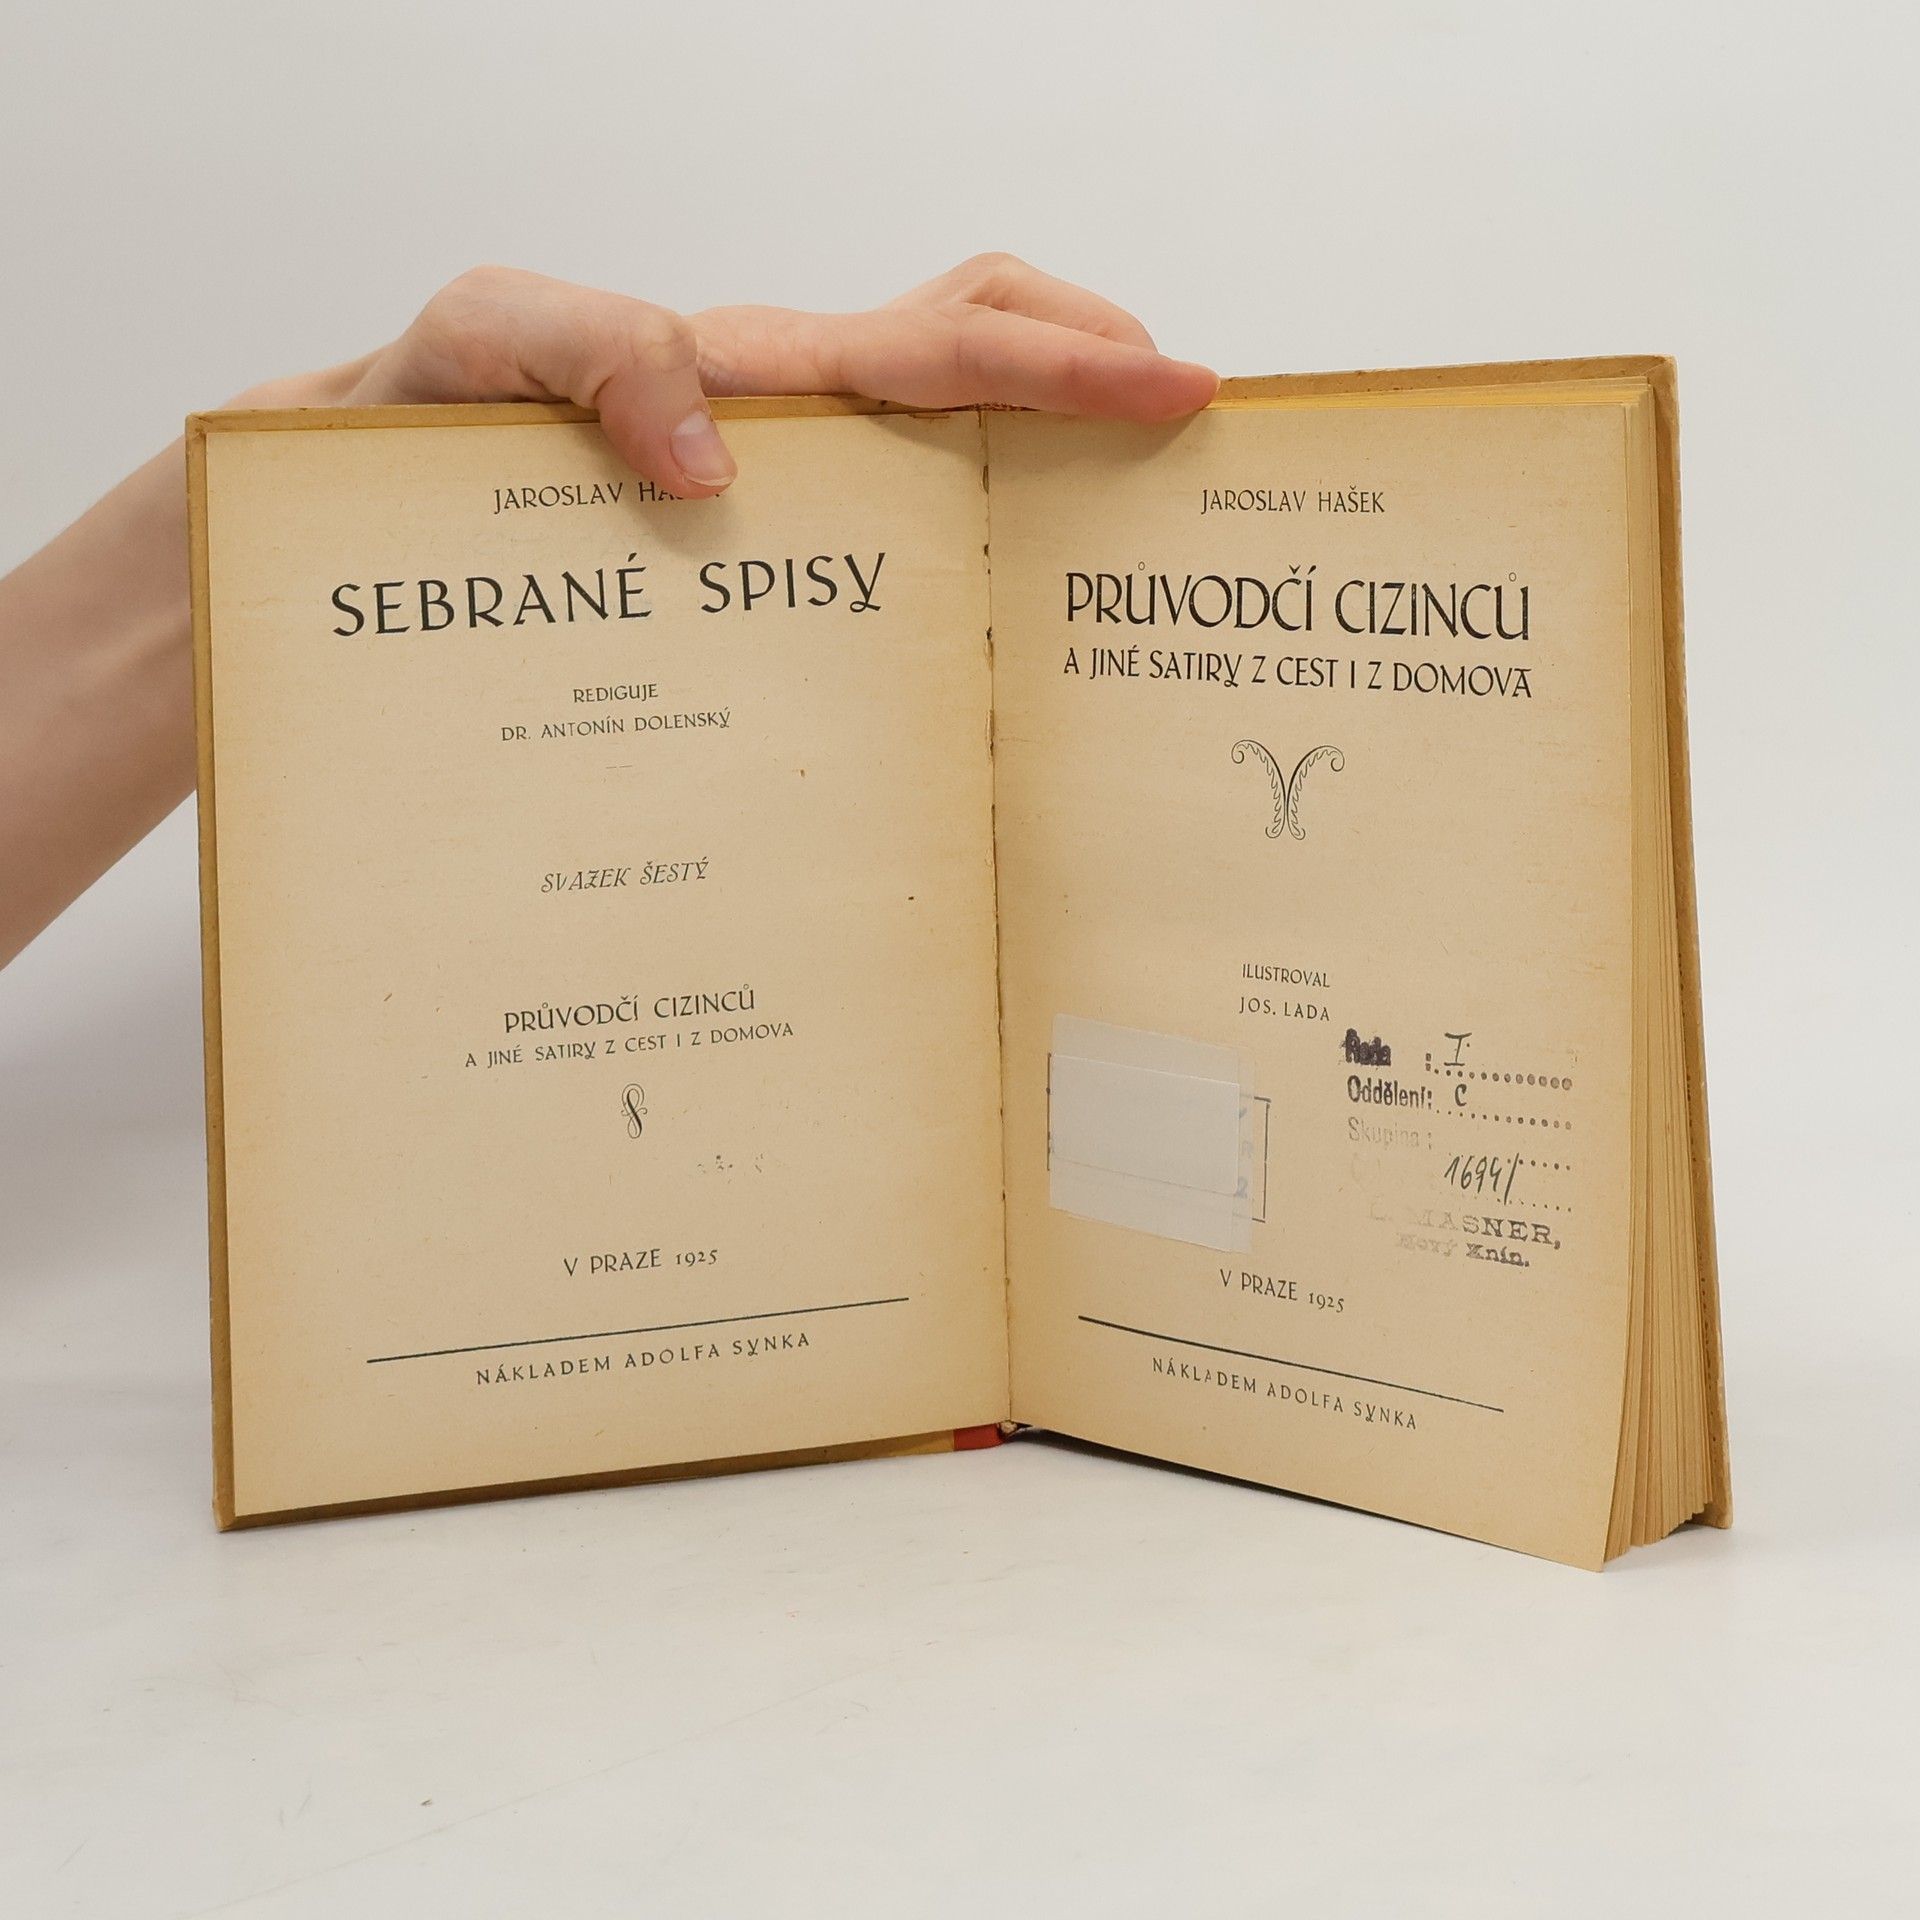 JAROSLAV
SEBRANÉ SPISY
REDIGUJE
DR. ANTONÍN DOLENSKÝ
SVAZEK ŠESTÝ
PRŮVODČÍ CIZINCŮ
A JINÉ SATIRY Z CEST I Z DOMOVA
V PRAZE 1925
NÁKLADEM ADOLFA SYNKA
JAROSLAV HAŠEK
PRŮVODČÍ CIZINCŮ
A JINÉ SATIRY Z CEST I Z DOMOVA
ILUSTROVAL
JOS. LADA
Řada : I.
Oddělení: C
Skupina :
1694/
MASNER,
Nový Knín.
V PRAZE 1925
NÁKLADEM ADOLFA SYNKA